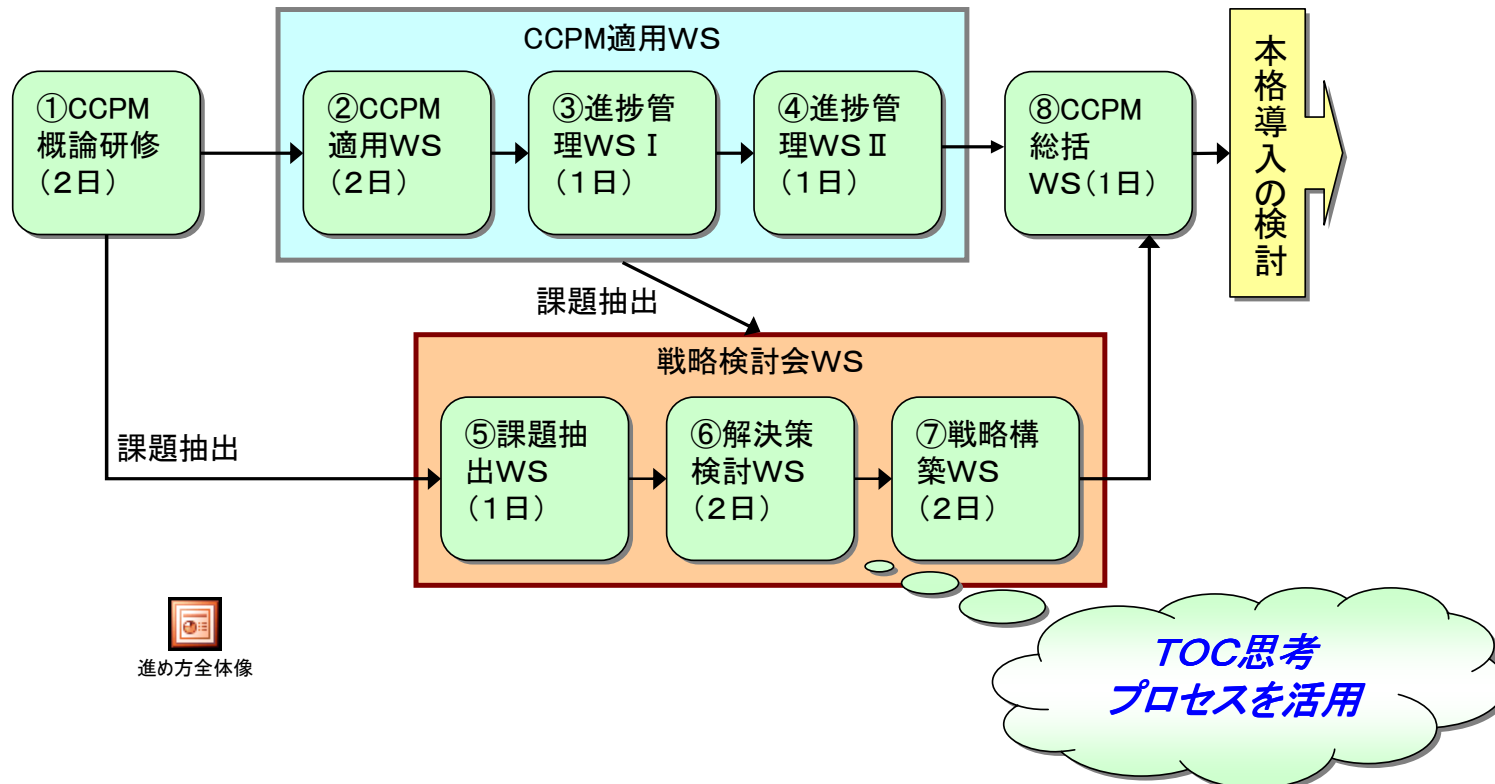 CCPM適用WS
①CCPM
概論研修
（2日）
②CCPM
適用WS
（2日）
③進捗管
理WSⅠ
（1日）
④進捗管
理WSⅡ
（1日）
⑧CCPM
総括
WS（1日）
本格導入の検討
課題抽出
課題抽出
戦略検討会WS
⑤課題抽
出WS
（1日）
⑥解決策
検討WS
（2日）
⑦戦略構
築WS
（2日）
進め方全体像
TOC思考
プロセスを活用